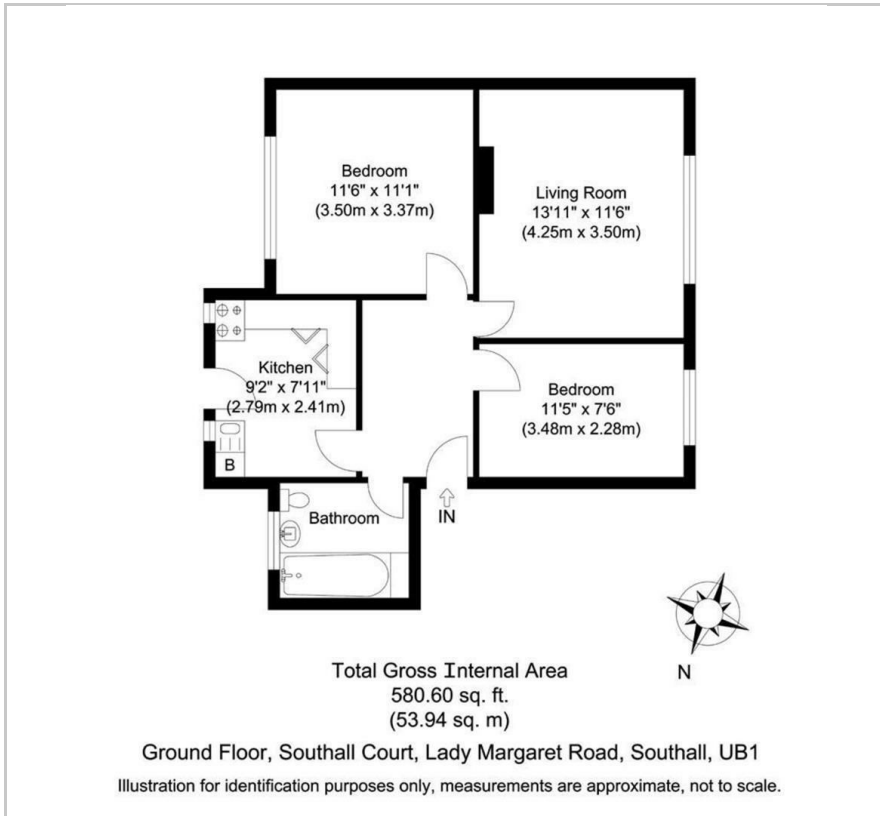 Bedroom
11'6" x 11'1"
(3.50m x 3.37m)
Living Room
13'11" x 11'6"
(4.25m x 3.50m)
Kitchen
9'2" x 7'11"
(2.79m x 2.41m)
Bedroom
11'5" x 7'6"
(3.48m x 2.28m)
B
Bathroom
IN
N
Total Gross Internal Area
580.60 sq. ft.
(53.94 sq. m)
Ground Floor, Southall Court, Lady Margaret Road, Southall, UB1
Illustration for identification purposes only, measurements are approximate, not to scale.